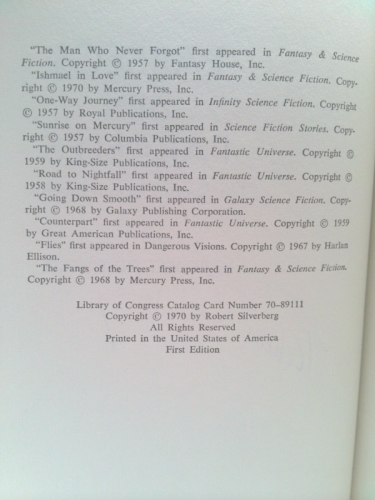 "The Man Who Never Forgot" first appeared in Fantasy & Science
Fiction. Copyright © 1957 by Fantasy House, Inc.
"Ishmael in Love" first appeared in Fantasy & Science Fiction. Copy-
right © 1970 by Mercury Press, Inc.
"One-Way Journey" first appeared in Infinity Science Fiction. Copyright
© 1957 by Royal Publications, Inc.
"Sunrise on Mercury" first appeared in Science Fiction Stories. Copy-
right © 1957 by Columbia Publications, Inc.
"The Outbreeders" first appeared in Fantastic Universe. Copyright ©
1959 by King-Size Publications, Inc.
"Road to Nightfall" first appeared in Fantastic Universe. Copyright ©
1958 by King-Size Publications, Inc.
"Going Down Smooth" first appeared in Galaxy Science Fiction. Copy-
right © 1968 by Galaxy Publishing Corporation.
"Counterpart" first appeared in Fantastic Universe. Copyright © 1959
by Great American Publications, Inc.
"Flies" first appeared in Dangerous Visions. Copyright © 1967 by Harlan
Ellison.
"The Fangs of the Trees" first appeared in Fantasy & Science Fiction.
Copyright © 1968 by Mercury Press, Inc.
Library of Congress Catalog Card Number 70–89111
Copyright © 1970 by Robert Silverberg
All Rights Reserved
Printed in the United States of America
First Edition